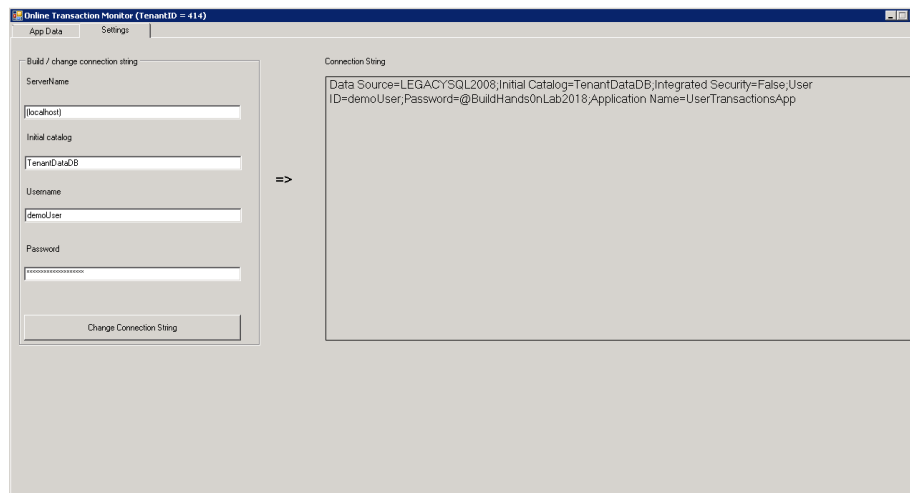 Online Transaction Monitor (TenantID = 414)
App Data Settings
Build / change connection string
ServerName
(localhost)
Initial catalog
TenantDataDB
Username
demoUser
Password
××××××××××××××××××
Change Connection String
=>
Connection String
Data Source=LEGACYSQL2008;Initial Catalog=TenantDataDB;Integrated Security=False;User
ID=demoUser;Password=@BuildHands0nLab2018;Application Name=UserTransactionsApp